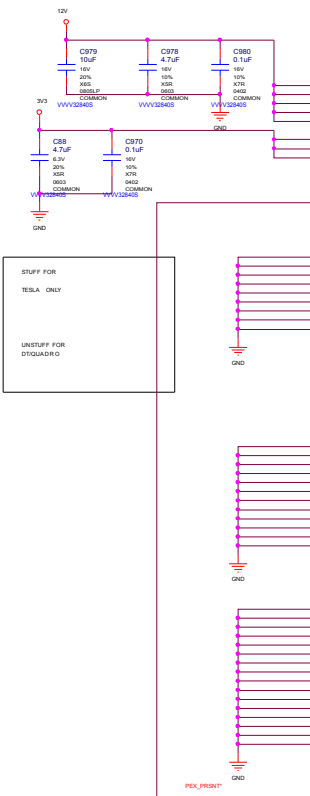 12V
C979
10uF
16V
20%
X6S
0805LP
COMMON
VVVV32840S
C978
4.7uF
16V
10%
X5R
0603
COMMON
VVVV32840S
C980
0.1uF
16V
10%
X7R
0402
COMMON
VVVV32840S
GND
3V3
C88
4.7uF
6.3V
20%
X5R
0603
COMMON
VVVV32840S
C970
0.1uF
16V
10%
X7R
0402
COMMON
VVVV32840S
GND
STUFF FOR
TESLA ONLY
UNSTUFF FOR
DT/QUADRO
GND
GND
GND
PEX_PRSNT*